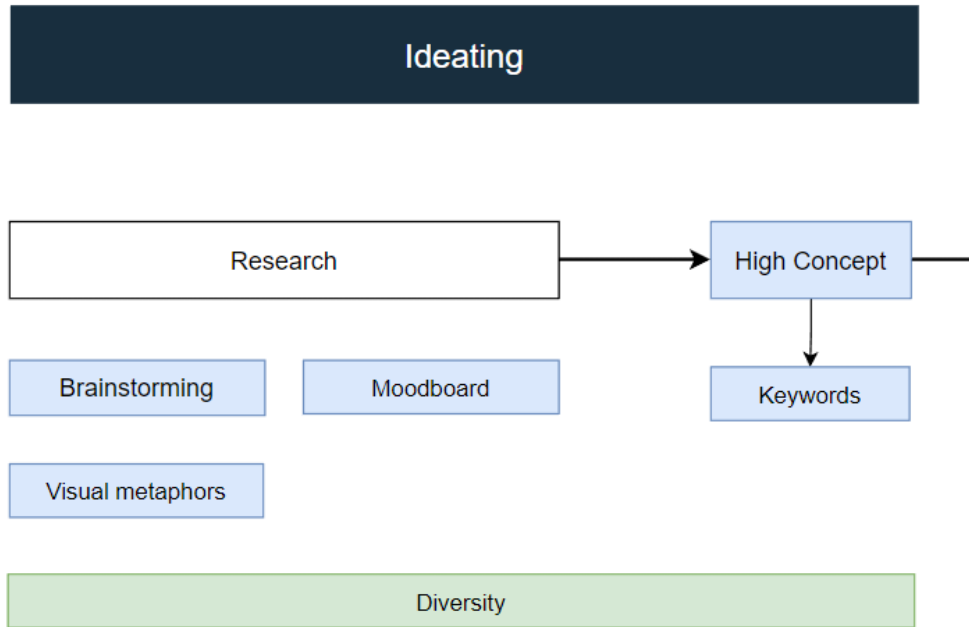 Ideating
Research
High Concept
Brainstorming
Moodboard
Keywords
Visual metaphors
Diversity